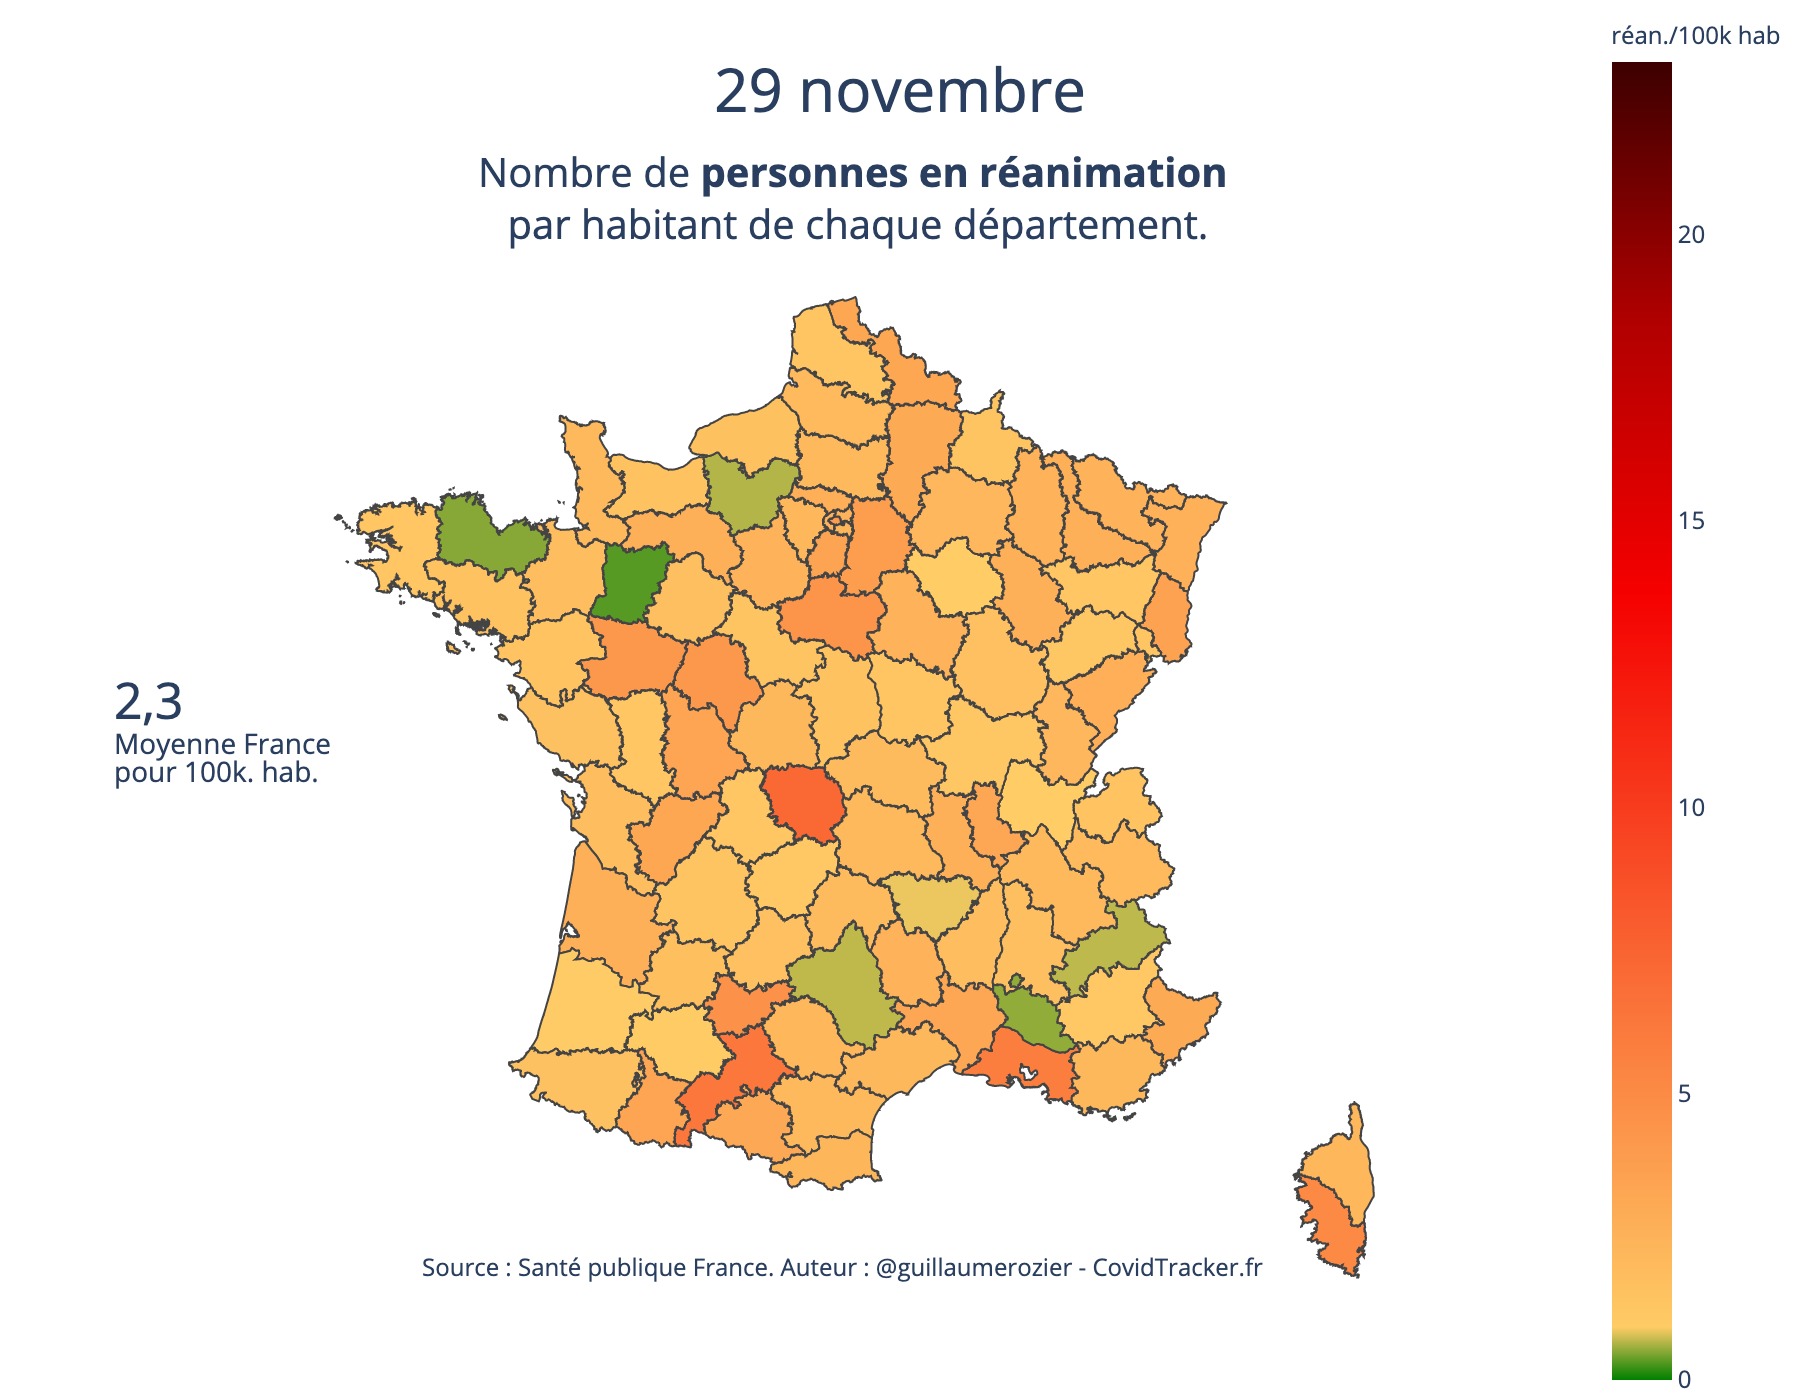 réan./100k hab
29 novembre
Nombre de personnes en réanimation
par habitant de chaque département.
20
15
2,3
Moyenne France
pour 100k. hab.
10
5
Source : Santé publique France. Auteur : @guillaumerozier - CovidTracker.fr
0